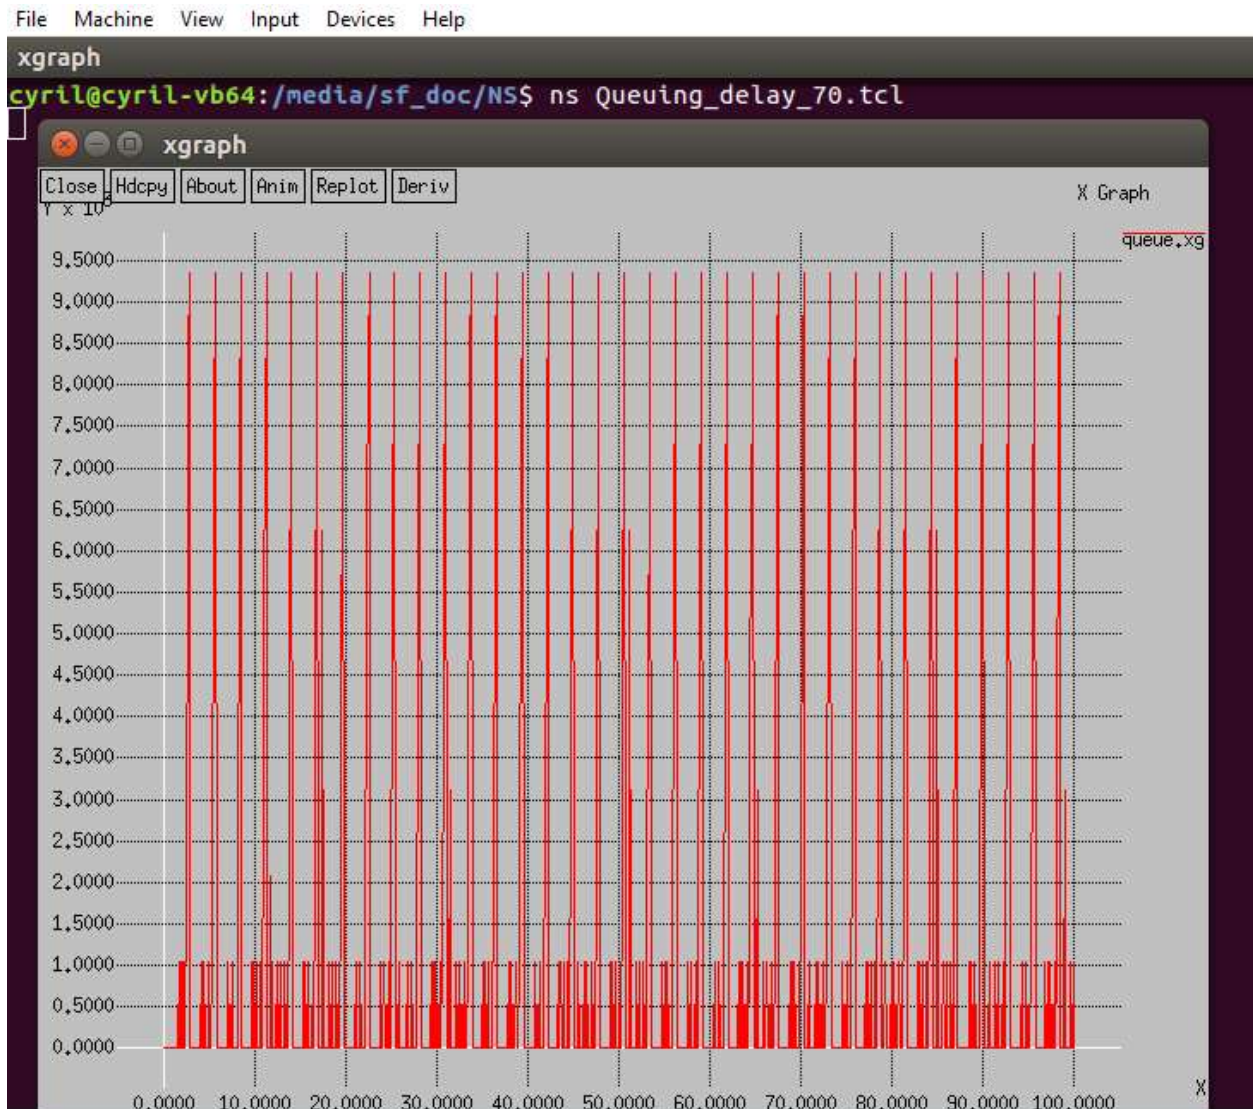 File Machine View Input Devices Help
xgraph
cyril@cyril-vb64:/media/sf_doc/NS$ ns Queuing_delay_70.tcl
xgraph
Close Hdcpy About Anim Replot Deriv
X Graph
Y x 10
queue.xg
9.5000
9.0000
8.5000
8.0000
7.5000
7.0000
6.5000
6.0000
5.5000
5.0000
4.5000
4.0000
3.5000
3.0000
2.5000
2.0000
1.5000
1.0000
0.5000
0.0000
X
0.0000 10.0000 20.0000 30.0000 40.0000 50.0000 60.0000 70.0000 80.0000 90.0000 100.0000